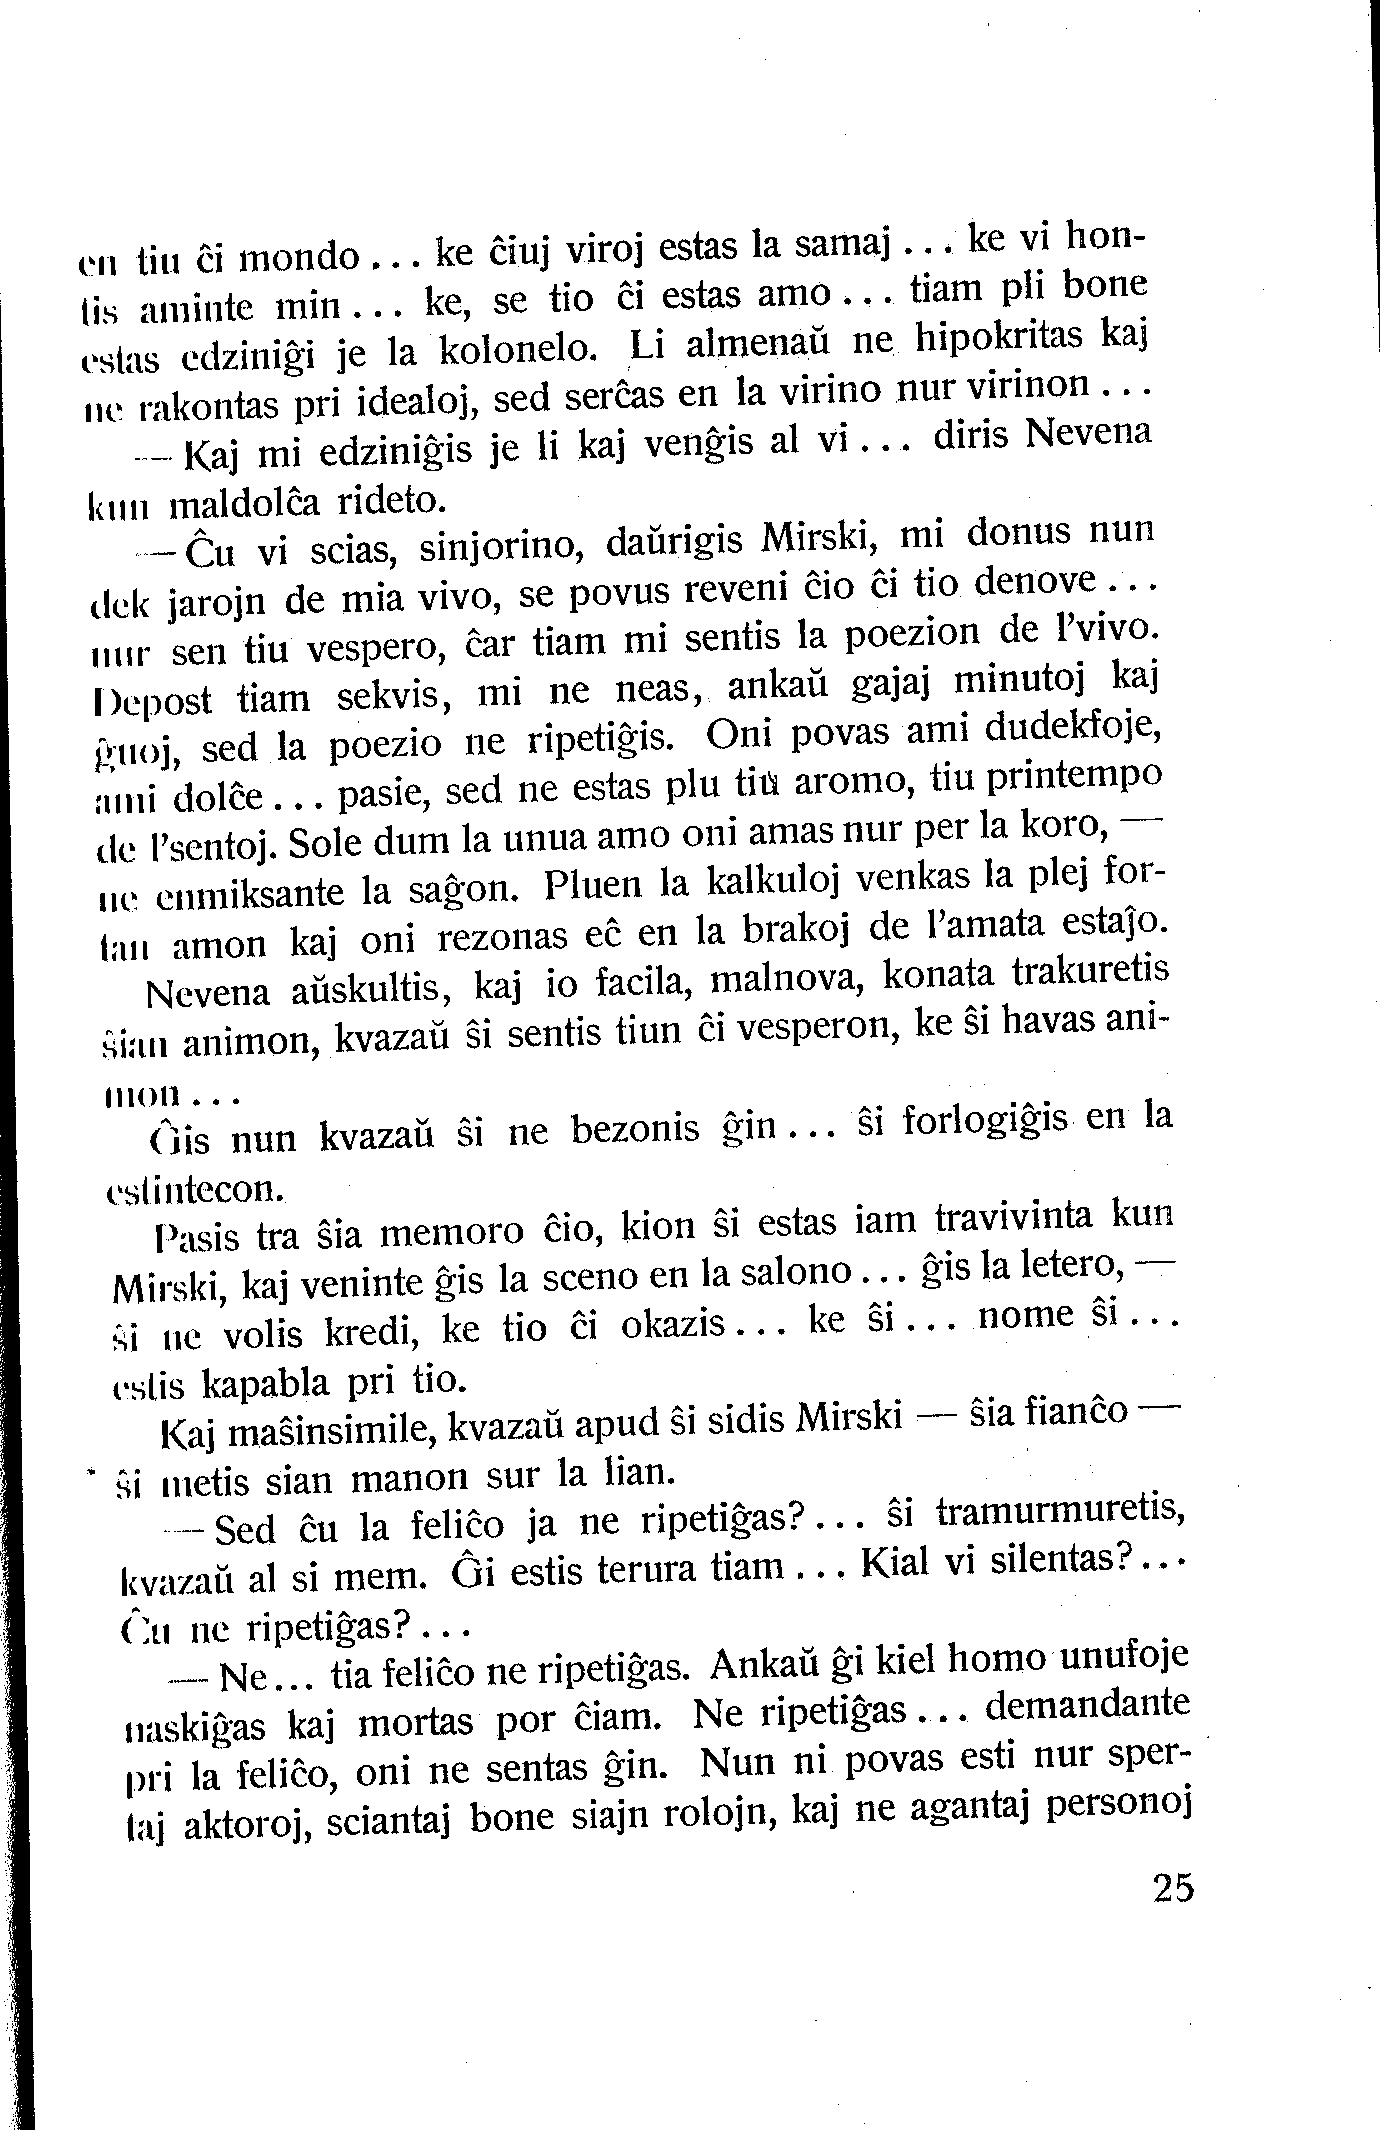 en tiu ĉi mondo... ke ĉiuj viroj estas la samaj... ke vi hon-
tis aminte min... ke, se tio ĉi estas amo... tiam pli bone
estas edziniĝi je la kolonelo. Li almenaŭ ne hipokritas kaj
ne rakontas pri idealoj, sed serĉas en la virino nur virinon...
— Kaj mi edziniĝis je li kaj venĝis al vi... diris Nevena
kun maldolĉa rideto.
— Ĉu vi scias, sinjorino, daŭrigis Mirski, mi donus nun
dek jarojn de mia vivo, se povus reveni ĉio ĉi tio denove...
nur sen tiu vespero, ĉar tiam mi sentis la poezion de l'vivo.
Depost tiam sekvis, mi ne neas, ankaŭ gajaj minutoj kaj
ĝuoj, sed la poezio ne ripetiĝis. Oni povas ami dudekfoje,
ami dolĉe... pasie, sed ne estas plu tiu aromo, tiu printempo
de l'sentoj. Sole dum la unua amo oni amas nur per la koro, —
ne enmiksante la saĝon. Pluen la kalkuloj venkas la plej for-
tan amon kaj oni rezonas eĉ en la brakoj de l'amata estaĵo.
Nevena aŭskultis, kaj io facila, malnova, konata trakuretis
ŝian animon, kvazaŭ ŝi sentis tiun ĉi vesperon, ke ŝi havas ani-
mon...
Ĝis nun kvazaŭ ŝi ne bezonis ĝin... ŝi forlogiĝis en la
estintecon.
Pasis tra ŝia memoro ĉio, kion ŝi estas iam travivinta kun
Mirski, kaj veninte ĝis la sceno en la salono... ĝis la letero, —
ŝi ne volis kredi, ke tio ĉi okazis... ke ŝi... nome ŝi...
estis kapabla pri tio.
Kaj maŝinsimile, kvazaŭ apud ŝi sidis Mirski — ŝia fianĉo —
ŝi metis sian manon sur la lian.
— Sed ĉu la feliĉo ja ne ripetiĝas?... ŝi tramurmuretis,
kvazaŭ al si mem. Ĝi estis terura tiam... Kial vi silentas?...
Ĉu ne ripetiĝas?...
— Ne... tia feliĉo ne ripetiĝas. Ankaŭ ĝi kiel homo unufoje
naskiĝas kaj mortas por ĉiam. Ne ripetiĝas... demandante
pri la feliĉo, oni ne sentas ĝin. Nun ni povas esti nur sper-
taj aktoroj, sciantaj bone siajn rolojn, kaj ne agantaj personoj
25